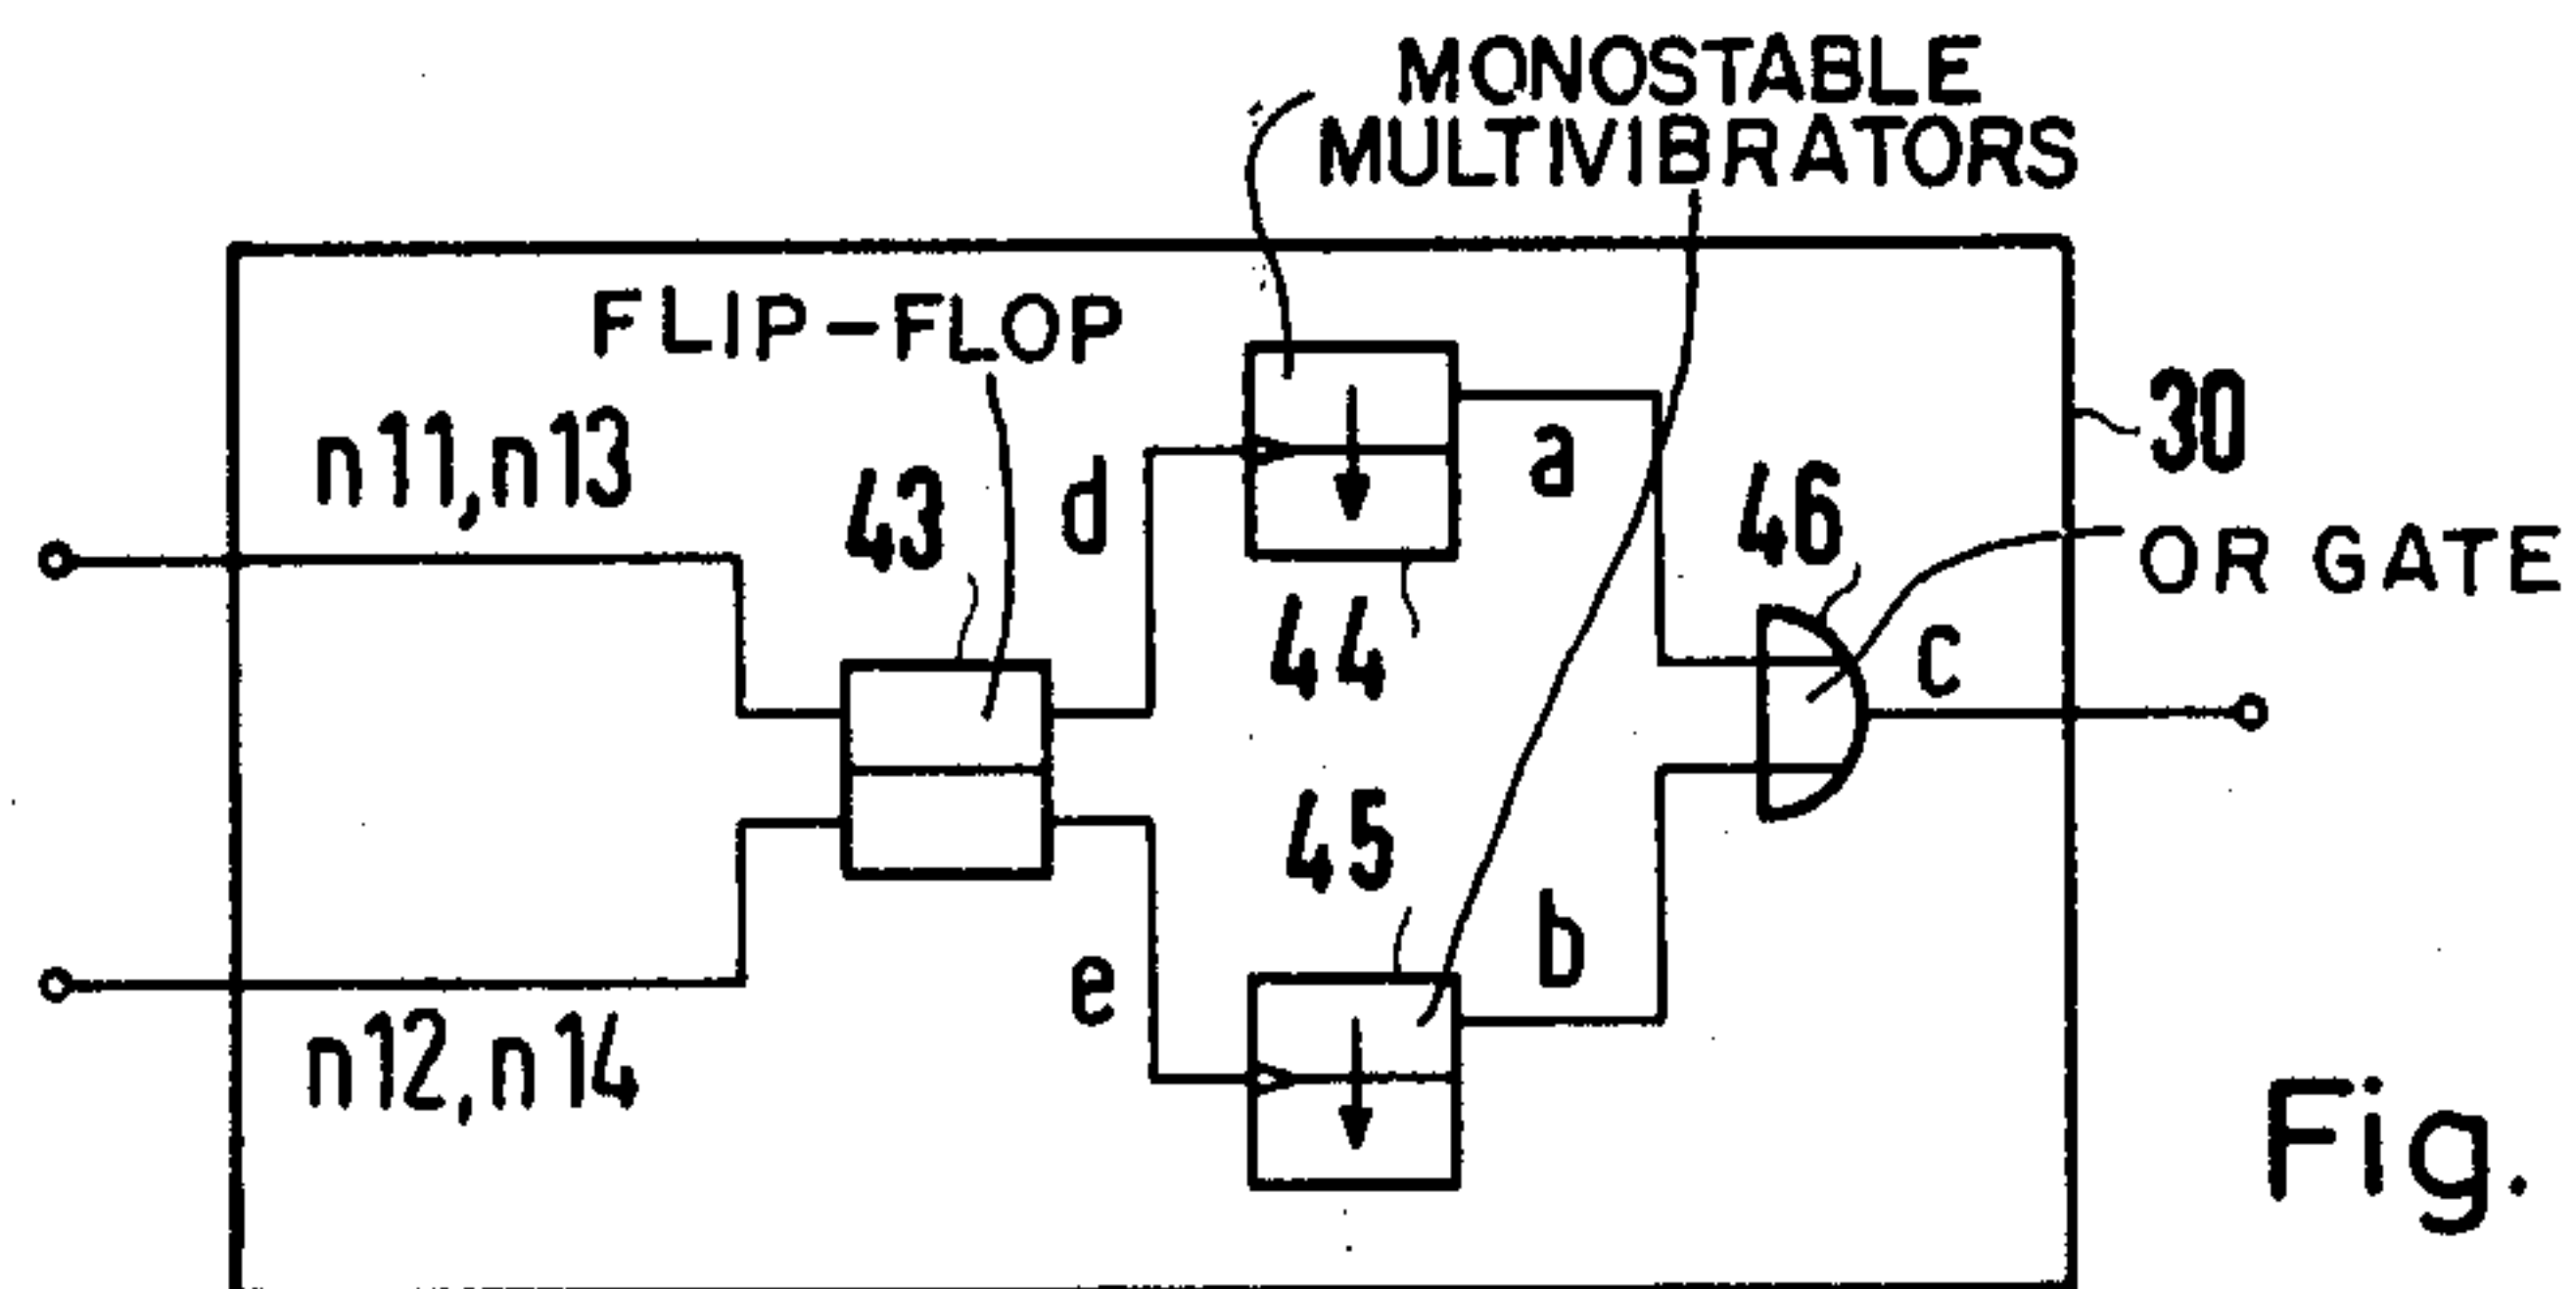 MONOSTABLE
MULTIVIBRATORS
FLIP-FLOP
30
n11,n13
43
d
a
46
OR GATE
44
c
45
e
b
n12,n14
Fig.